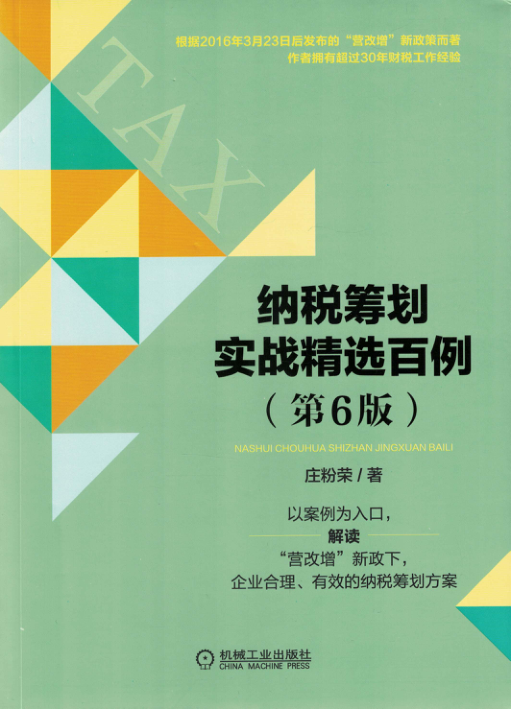 根据2016年3月23日后发布的“营改增”新政策而著
作者拥有超过30年财税工作经验
TAX
纳税筹划
实战精选百例
（第6版）
NASHUI CHOUHUA SHIZHAN JINGXUAN BAILI
庄粉荣 / 著
以案例为入口，
解读
“营改增”新政下，
企业合理、有效的纳税筹划方案
机械工业出版社
CHINA MACHINE PRESS